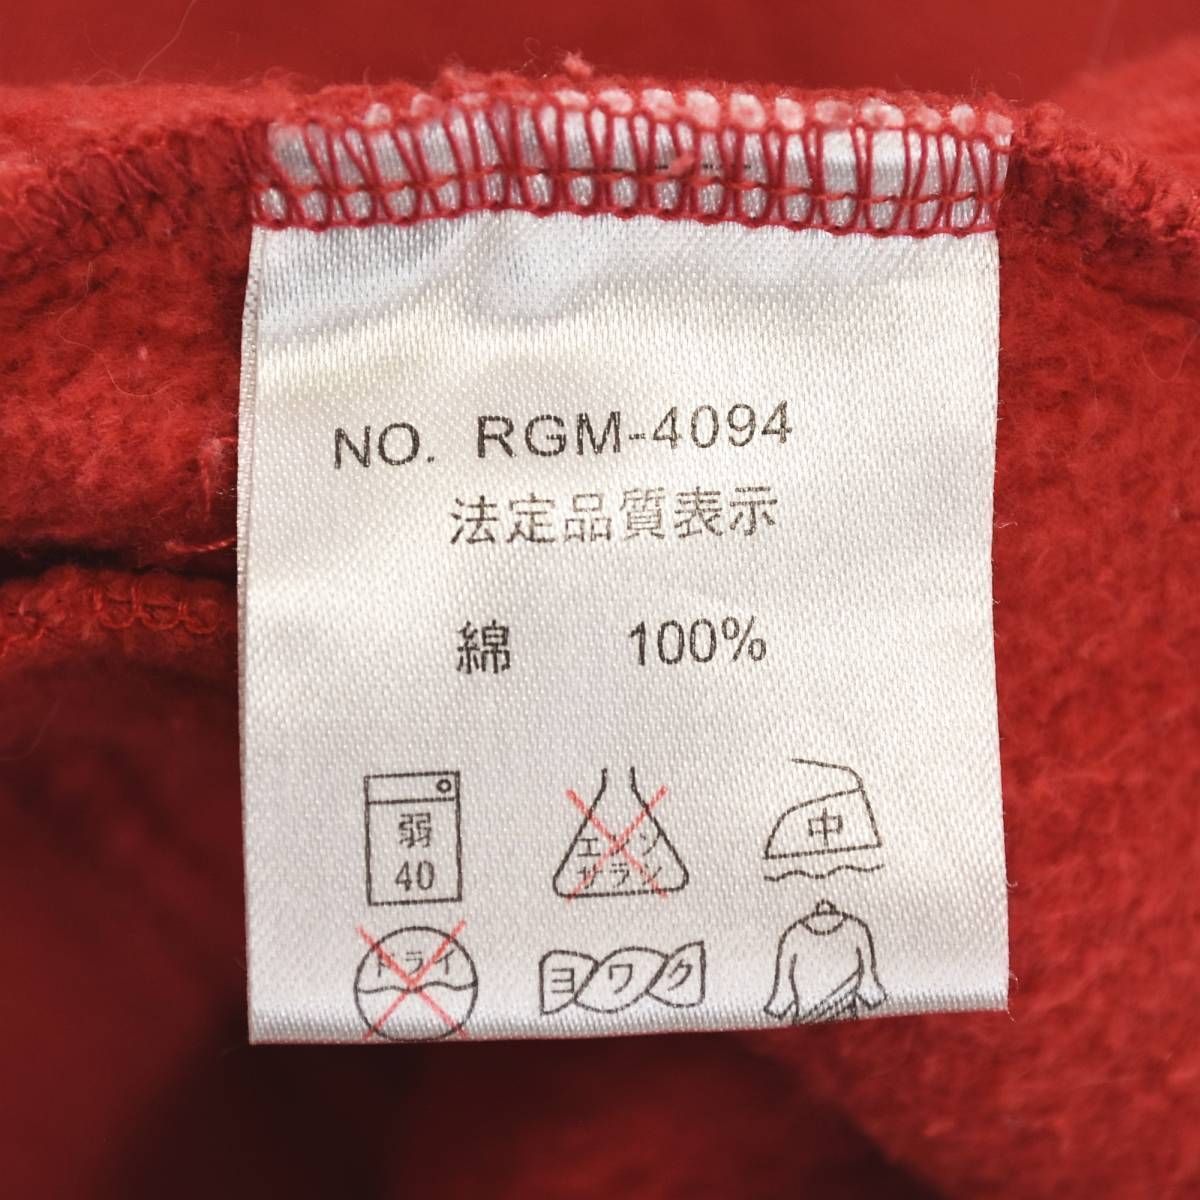 NO. RGM-4094
法定品質表示
綿 100%
弱
40
エンソ
サラシ
中
ドライ
ヨワク